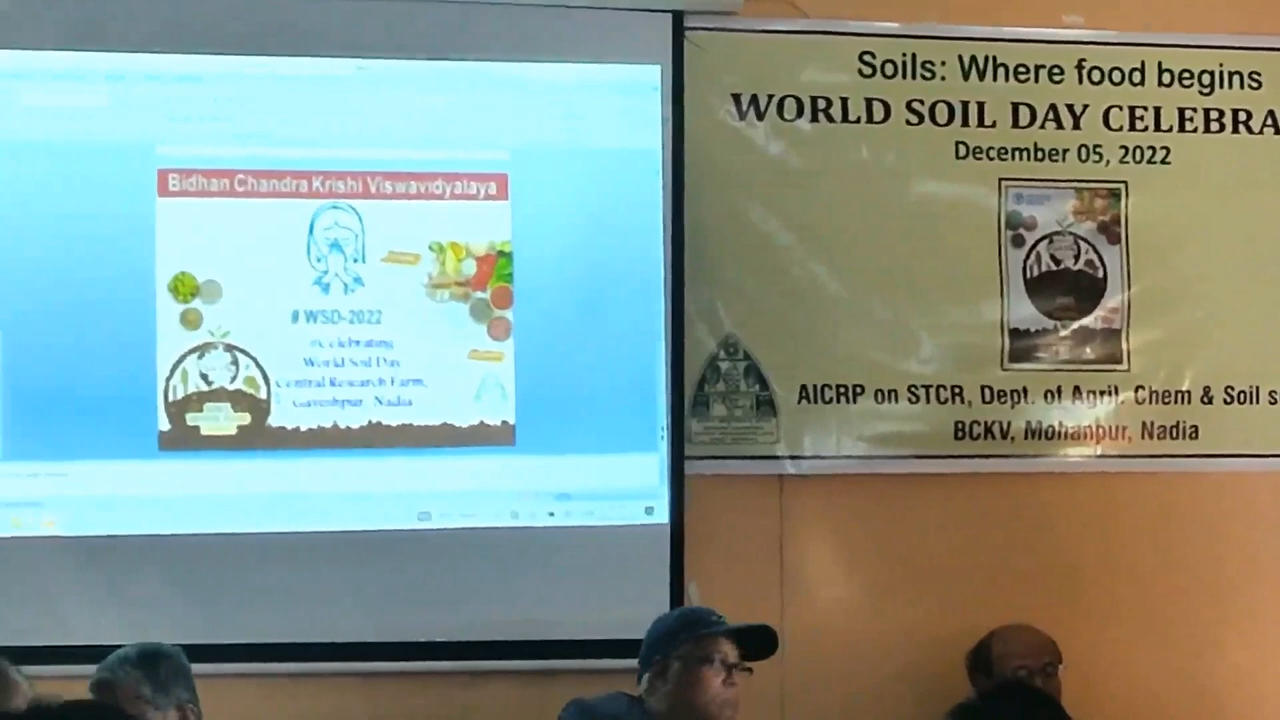 Bidhan Chandra Krishi Viswavidyalaya
# WSD-2022
Celebrating
World Soil Day
Central Research Farm,
Nadia
Soils: Where food begins
WORLD SOIL DAY CELEBRA
December 05, 2022
AICRP on STCR, Dept. of Agril. Chem & Soil s
BCKV, Mohanpur, Nadia